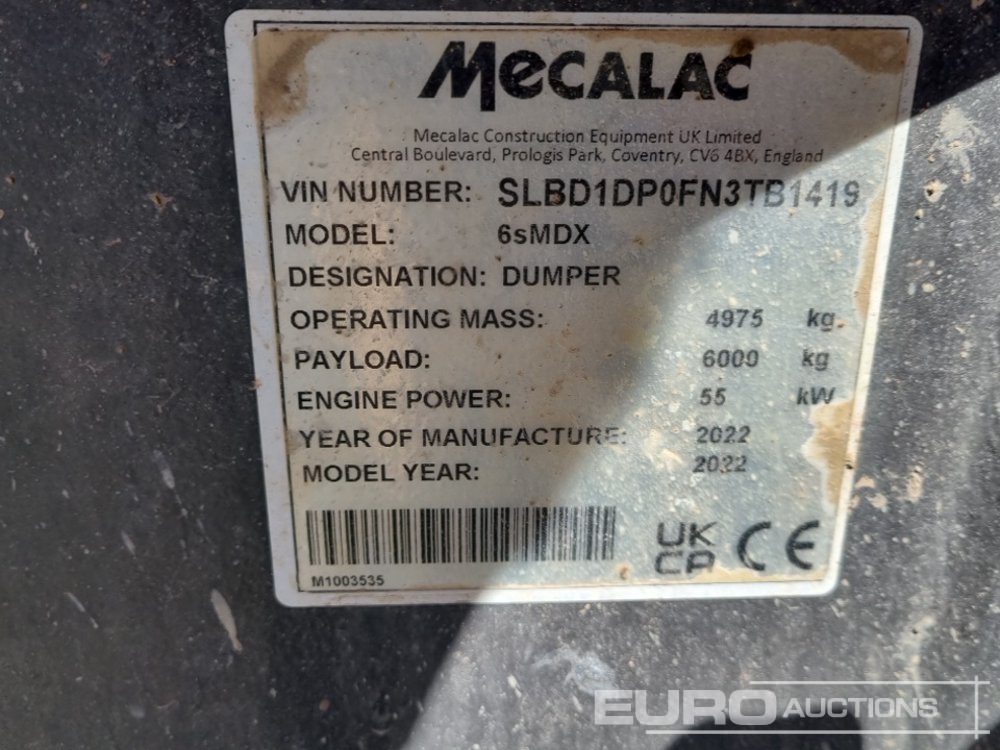 MECALAC
Mecalac Construction Equipment UK Limited
Central Boulevard, Prologis Park, Coventry, CV6 4BX, England
VIN NUMBER: SLBD1DP0FN3TB1419
MODEL: 6sMDX
DESIGNATION: DUMPER
OPERATING MASS: 4975 kg
PAYLOAD: 6000 kg
ENGINE POWER: 55 kW
YEAR OF MANUFACTURE: 2022
MODEL YEAR: 2022
M1003535
UK
CA CE
EURO AUCTIONS